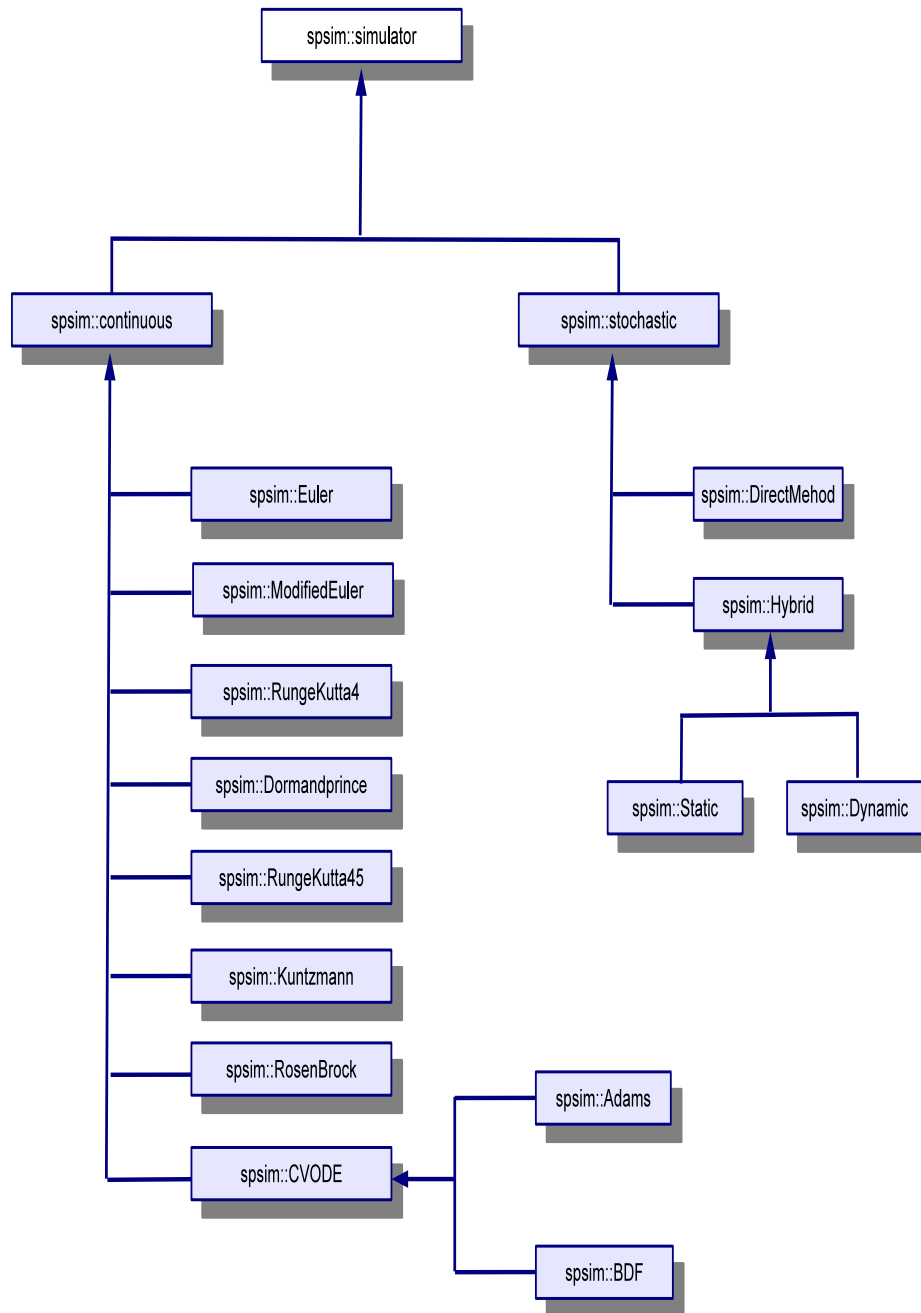 spsim::simulator
spsim::continuous
spsim::stochastic
spsim::Euler
spsim::DirectMehod
spsim::ModifiedEuler
spsim::Hybrid
spsim::RungeKutta4
spsim::Dormandprince
spsim::Static
spsim::Dynamic
spsim::RungeKutta45
spsim::Kuntzmann
spsim::RosenBrock
spsim::Adams
spsim::CVODE
spsim::BDF